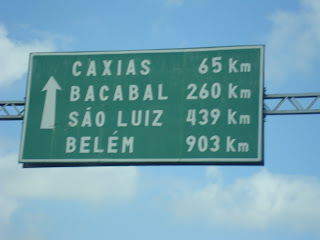 CAXIAS 65 Km
BACABAL 260 Km
SÃO LUIZ 439 Km
BELÉM 903 Km